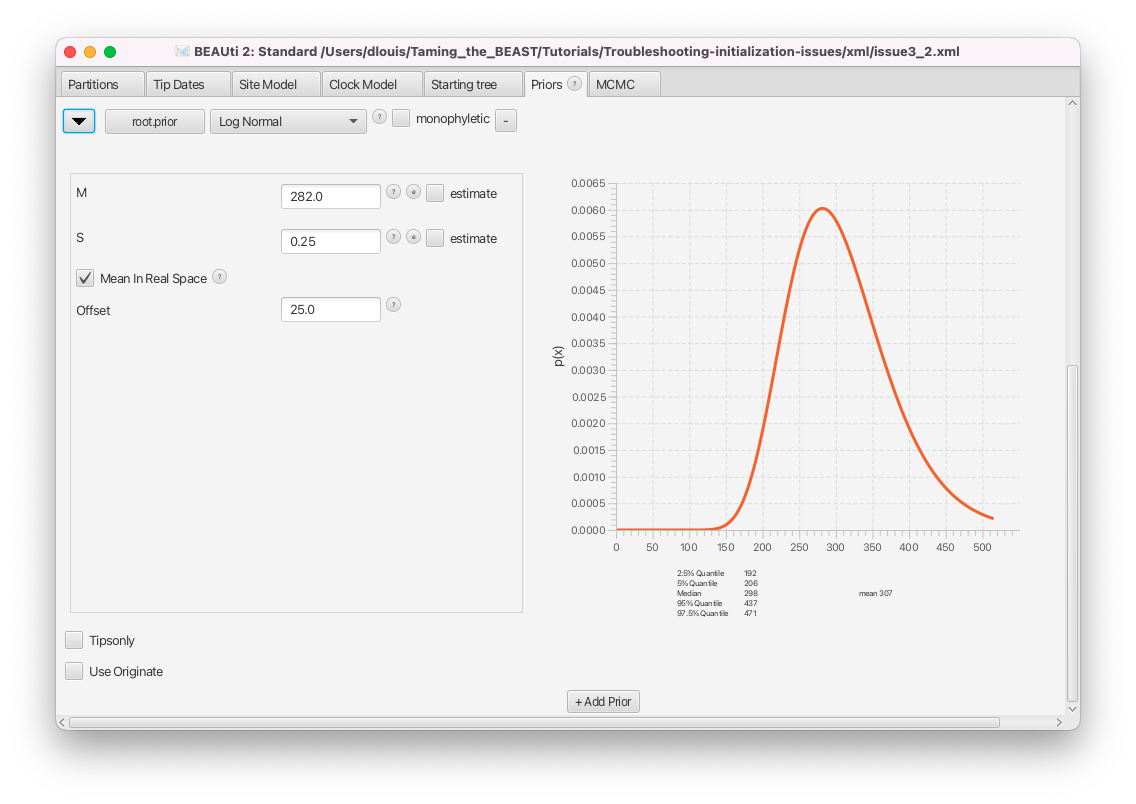 BEAUti 2: Standard /Users/dlouis/Taming_the_BEAST/Tutorials/Troubleshooting-initialization-issues/xml/issue3_2.xml
Partitions Tip Dates Site Model Clock Model Starting tree Priors ? MCMC
root.prior Log Normal ? monophyletic -
M 282.0 ? e estimate
S 0.25 ? e estimate
Mean In Real Space ?
Offset 25.0 ?
p(x)
0.0065
0.0060
0.0055
0.0050
0.0045
0.0040
0.0035
0.0030
0.0025
0.0020
0.0015
0.0010
0.0005
0.0000
0 50 100 150 200 250 300 350 400 450 500
2.5% Quantile 192
5% Quantile 206
Median 298 mean 307
95% Quantile 437
97.5% Quantile 471
Tipsonly
Use Originate
+ Add Prior